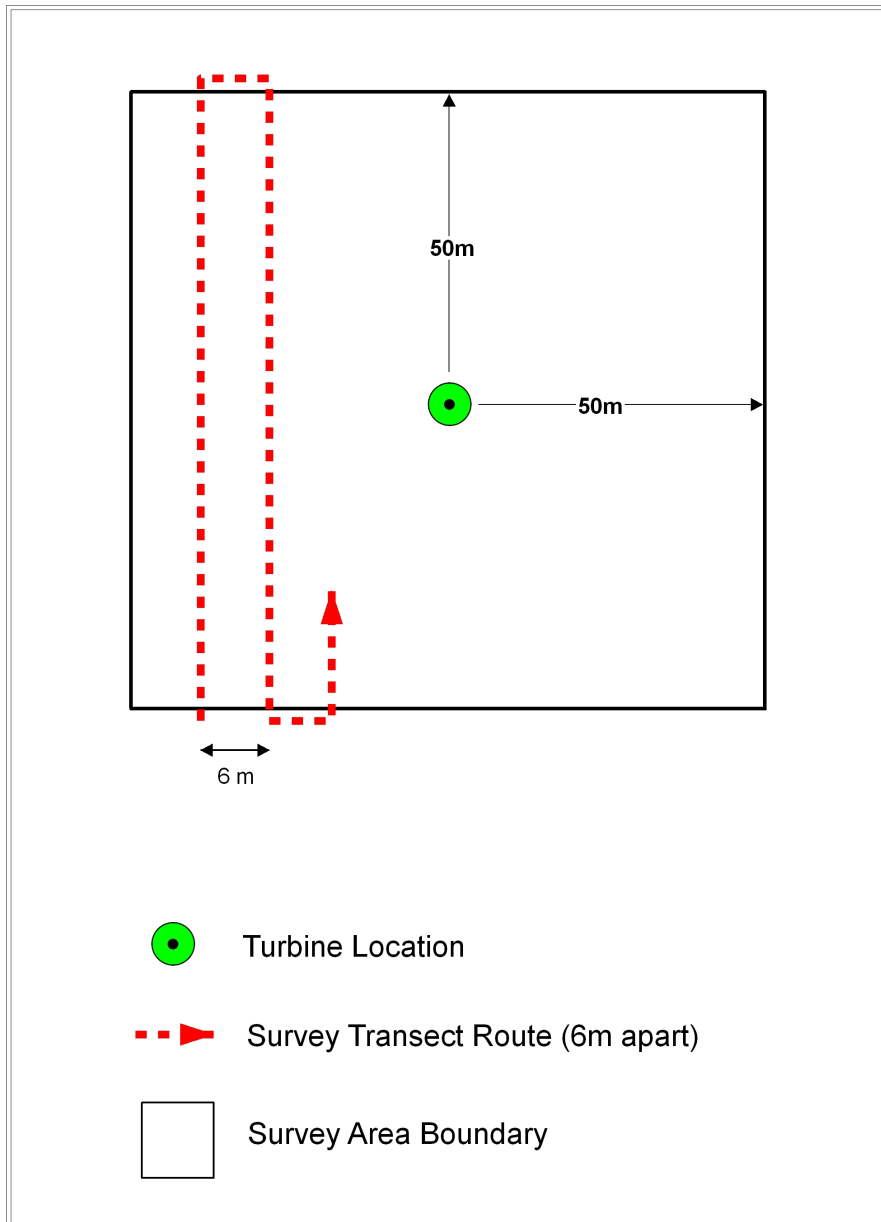 50m
50m
6 m
Turbine Location
Survey Transect Route (6m apart)
Survey Area Boundary